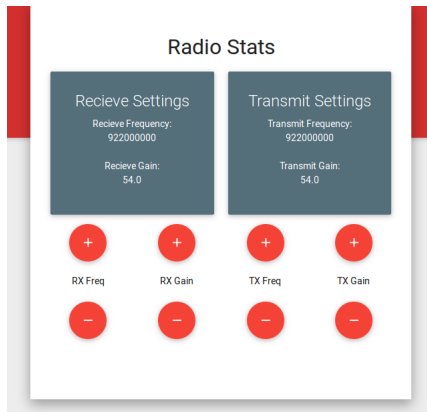 Radio Stats
Recieve Settings
Recieve Frequency:
922000000
Recieve Gain:
54.0
Transmit Settings
Transmit Frequency:
922000000
Transmit Gain:
54.0
+ + + +
RX Freq RX Gain TX Freq TX Gain
− − − −